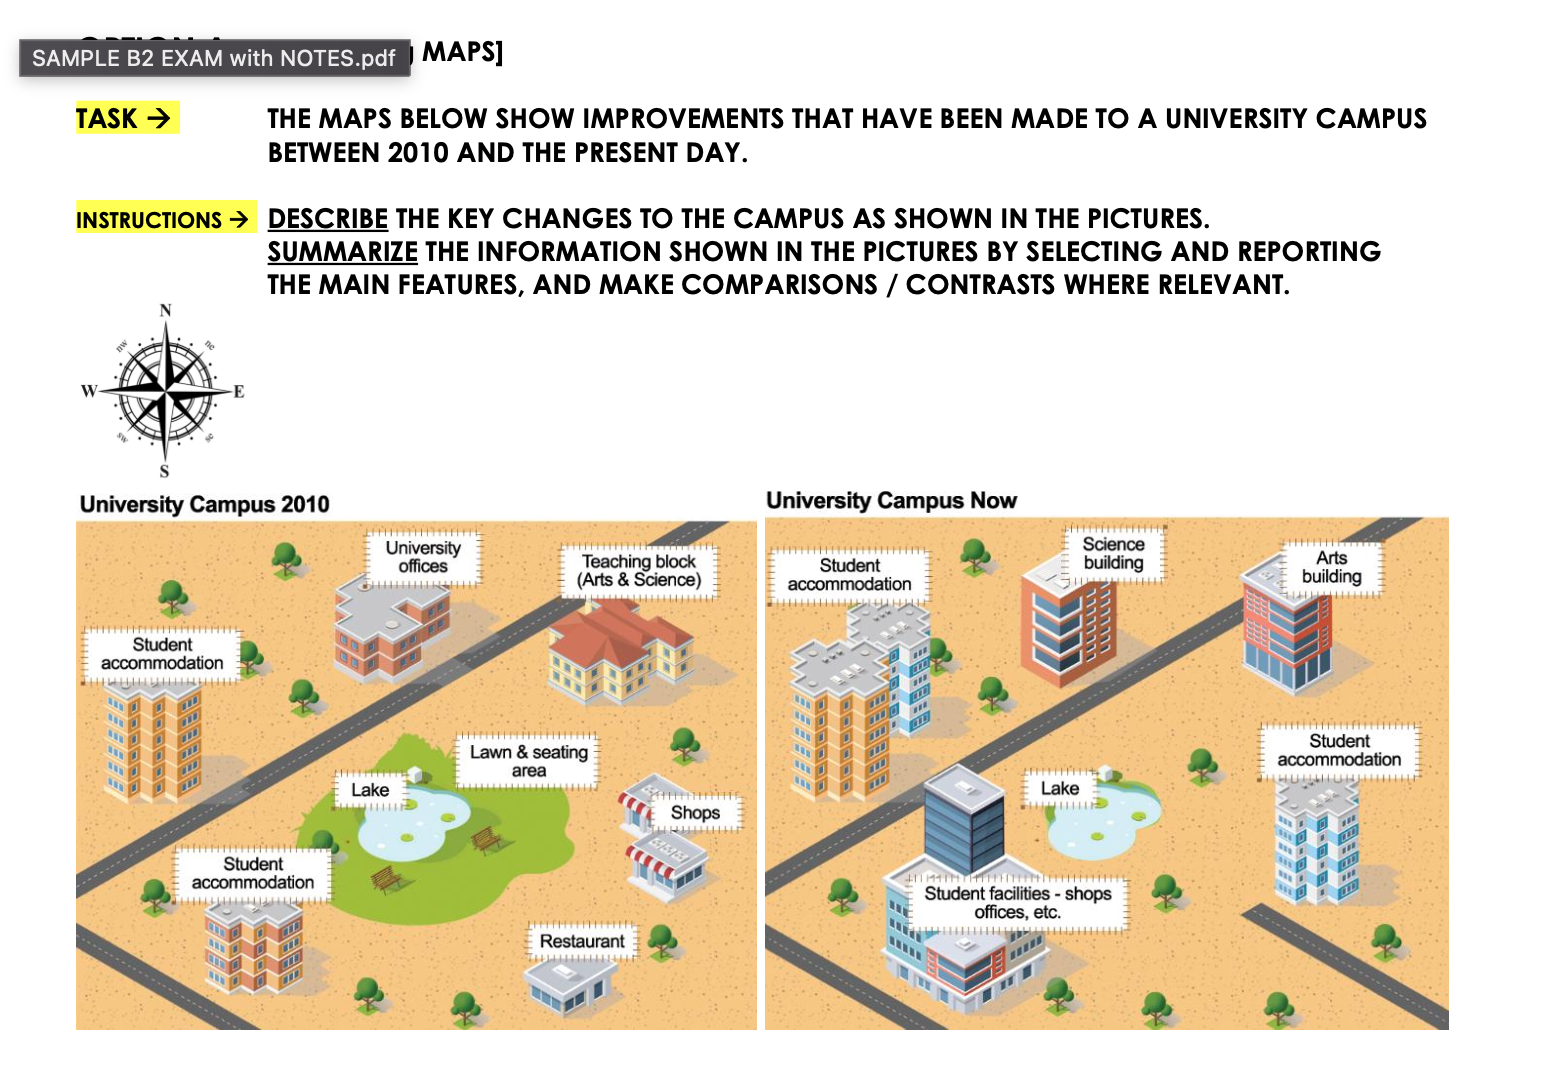 SAMPLE B2 EXAM with NOTES.pdf
MAPS]
TASK → THE MAPS BELOW SHOW IMPROVEMENTS THAT HAVE BEEN MADE TO A UNIVERSITY CAMPUS
BETWEEN 2010 AND THE PRESENT DAY.
INSTRUCTIONS → DESCRIBE THE KEY CHANGES TO THE CAMPUS AS SHOWN IN THE PICTURES.
SUMMARIZE THE INFORMATION SHOWN IN THE PICTURES BY SELECTING AND REPORTING
THE MAIN FEATURES, AND MAKE COMPARISONS / CONTRASTS WHERE RELEVANT.
N
nw
ne
W
E
sw
se
S
University Campus 2010
University
offices
Teaching block
(Arts & Science)
Student
accommodation
Lawn & seating
area
Lake
Shops
Student
accommodation
Restaurant
University Campus Now
Student
accommodation
Science
building
Arts
building
Student
accommodation
Lake
Student facilities - shops
offices, etc.